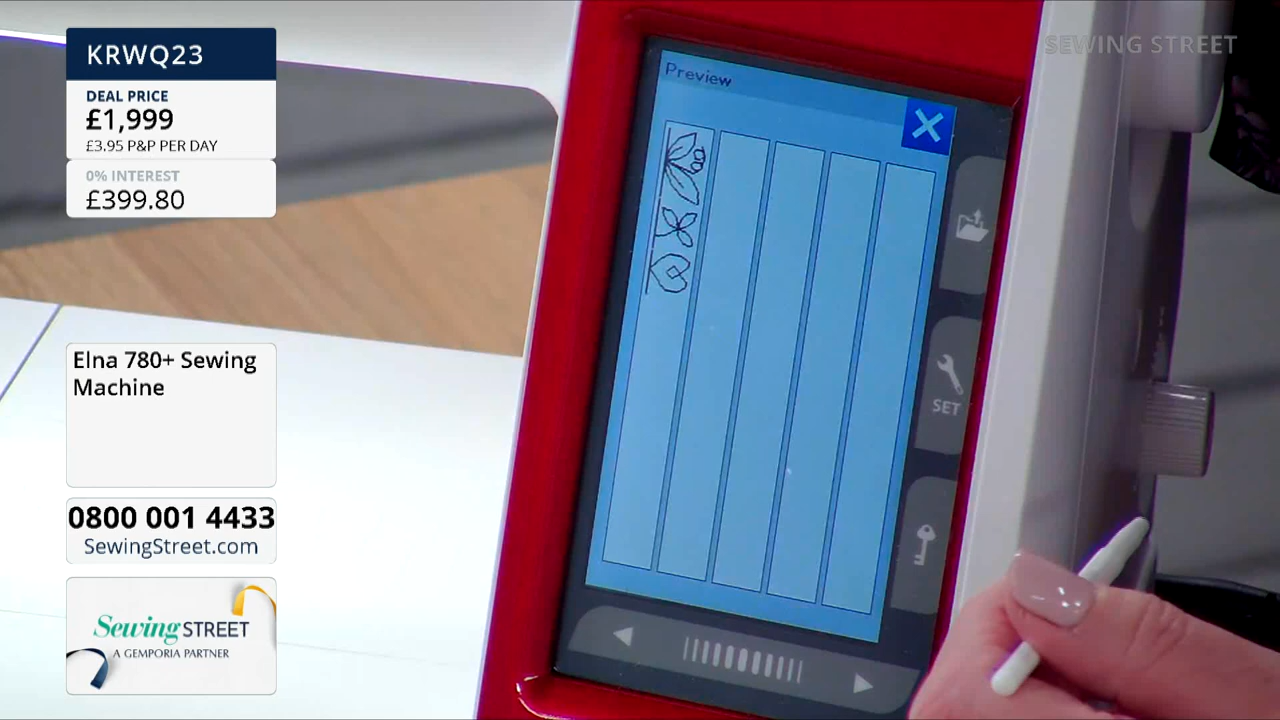 KRWQ23
DEAL PRICE
£1,999
£3.95 P&P PER DAY
0% INTEREST
£399.80
Elna 780+ Sewing
Machine
0800 001 4433
SewingStreet.com
Sewing STREET
A GEMPORIA PARTNER
SEWING STREET
Preview
SET